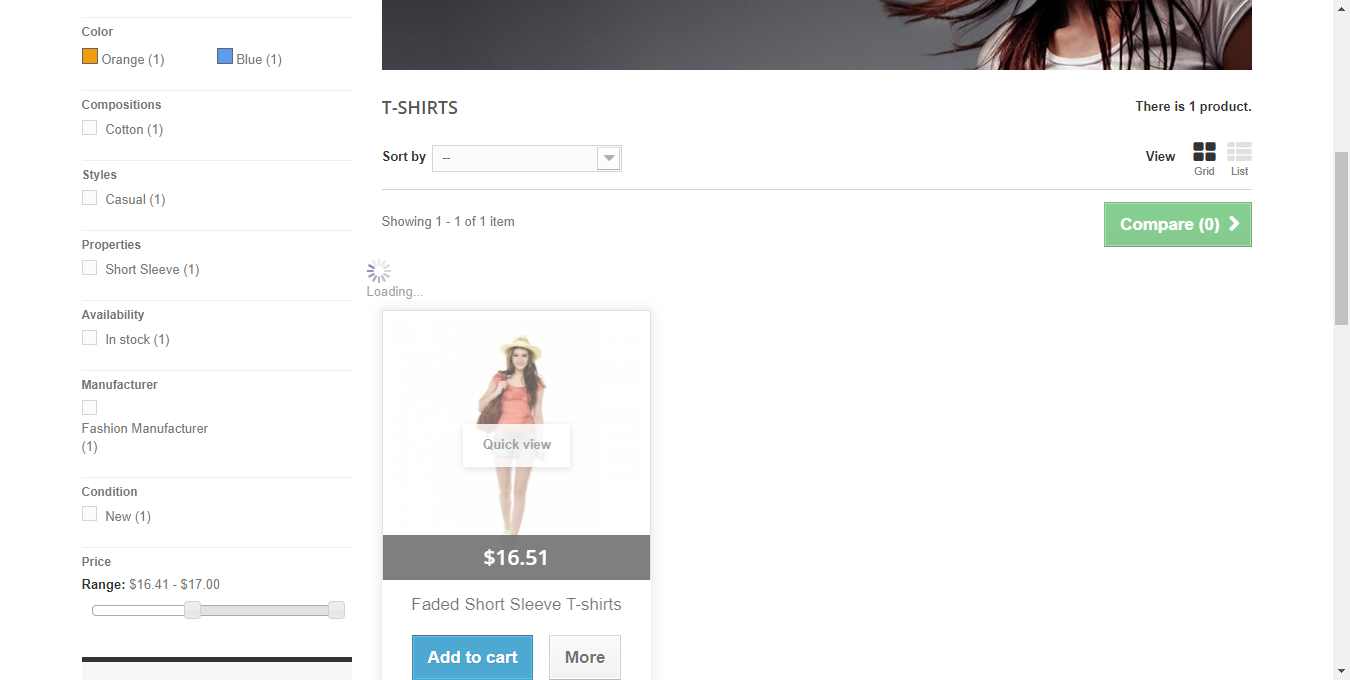 Color
Orange (1)
Blue (1)
Compositions
Cotton (1)
Styles
Casual (1)
Properties
Short Sleeve (1)
Availability
In stock (1)
Manufacturer
Fashion Manufacturer
(1)
Condition
New (1)
Price
Range: $16.41 - $17.00
T-SHIRTS
There is 1 product.
Sort by
--
View
Grid
List
Showing 1 - 1 of 1 item
Compare (0)
Loading...
Quick view
$16.51
Faded Short Sleeve T-shirts
Add to cart
More